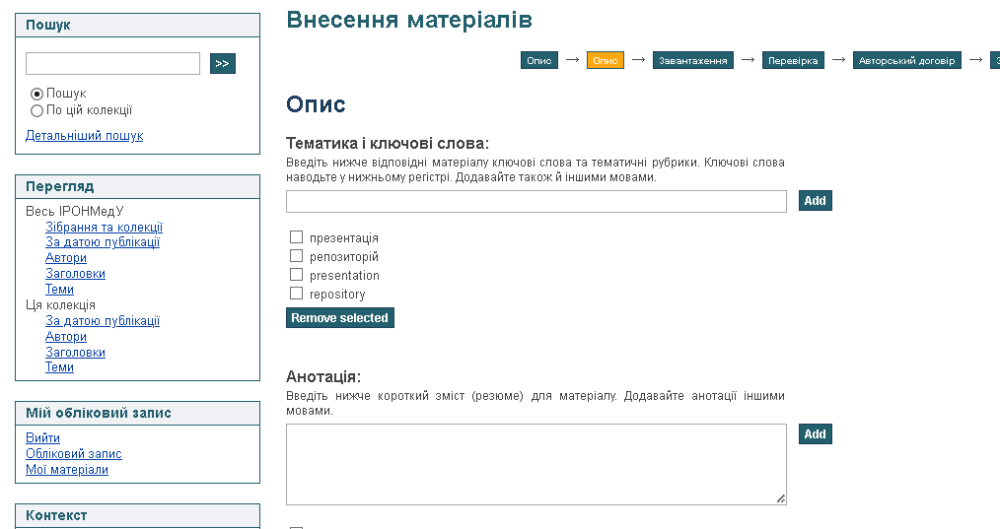 Пошук
>>
Пошук
По цій колекції
Детальніший пошук
Перегляд
Весь ІРОНМедУ
Зібрання та колекції
За датою публікації
Автори
Заголовки
Теми
Ця колекція
За датою публікації
Автори
Заголовки
Теми
Мій обліковий запис
Вийти
Обліковий запис
Мої матеріали
Контекст
Внесення матеріалів
Опис → Опис → Завантаження → Перевірка → Авторський договір →
Опис
Тематика і ключові слова:
Введіть нижче відповідні матеріалу ключові слова та тематичні рубрики. Ключові слова
наводьте у нижньому регістрі. Додавайте також й іншими мовами.
Add
презентація
репозиторій
presentation
repository
Remove selected
Анотація:
Введіть нижче короткий зміст (резюме) для матеріалу. Додавайте анотації іншими
мовами.
Add